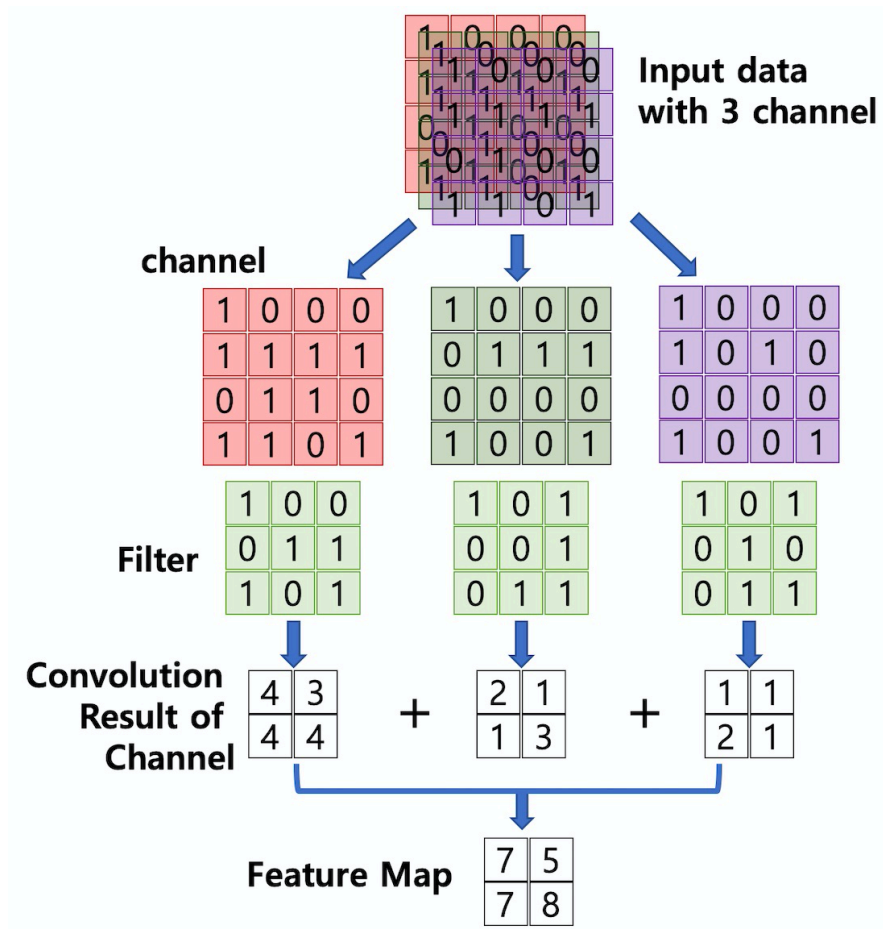 Input data
with 3 channel
channel
1 0 0 0
1 1 1 1
0 1 1 0
1 1 0 1
1 0 0 0
0 1 1 1
0 0 0 0
1 0 0 1
1 0 0 0
1 0 1 0
0 0 0 0
1 0 0 1
Filter
1 0 0
0 1 1
1 0 1
1 0 1
0 0 1
0 1 1
1 0 1
0 1 0
0 1 1
Convolution
Result of
Channel
4 3
4 4
+
2 1
1 3
+
1 1
2 1
Feature Map
7 5
7 8